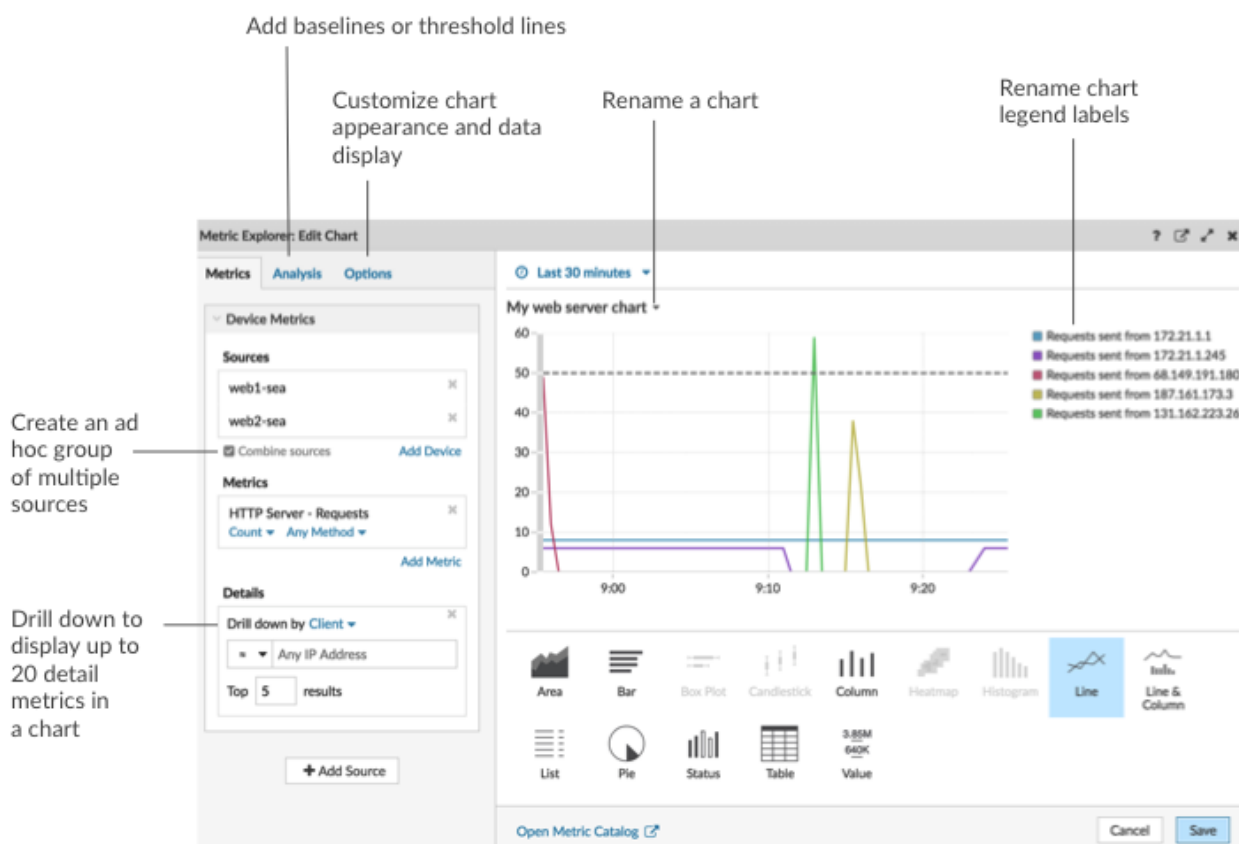 Add baselines or threshold lines
Customize chart
appearance and data
display
Rename a chart
Rename chart
legend labels
Metric Explorer: Edit Chart
?
Metrics
Analysis
Options
Last 30 minutes
My web server chart
Device Metrics
Sources
web1-sea
web2-sea
Combine sources
Add Device
Create an ad
hoc group
of multiple
sources
Metrics
HTTP Server - Requests
Count
Any Method
Add Metric
Details
Drill down by Client
Any IP Address
Top 5 results
Drill down to
display up to
20 detail
metrics in
a chart
+ Add Source
60
50
40
30
20
10
0
9:00
9:10
9:20
Requests sent from 172.21.1.1
Requests sent from 172.21.1.245
Requests sent from 68.149.191.180
Requests sent from 187.161.173.3
Requests sent from 131.162.223.26
Area
Bar
Box Plot
Candlestick
Column
Heatmap
Histogram
Line
Line &
Column
List
Pie
Status
Table
3.85M
640K
Value
Open Metric Catalog
Cancel
Save